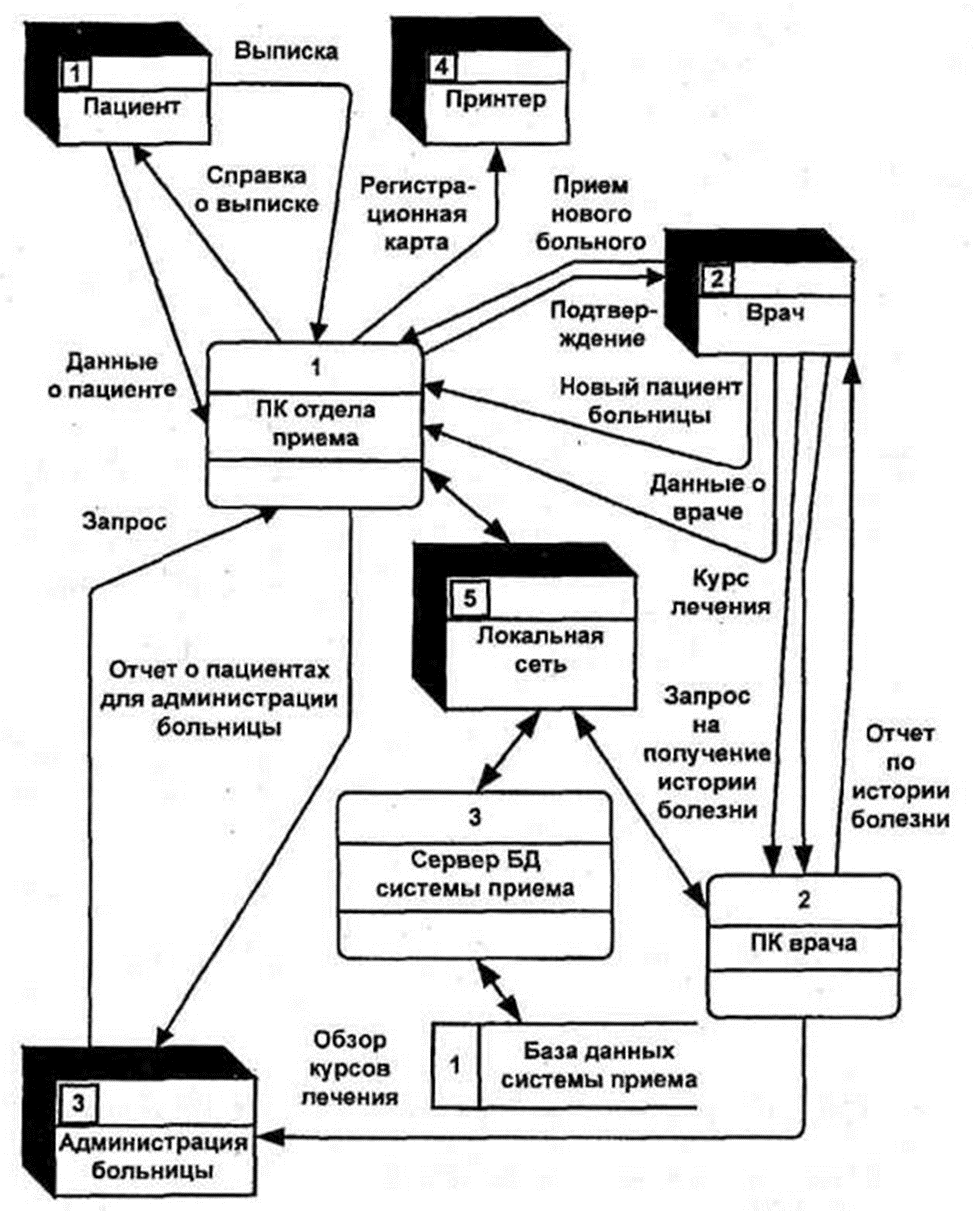 Выписка
1
Пациент
4
Принтер
Справка
о выписке
Регистра-
ционная
карта
Прием
нового
больного
2
Врач
Подтвер-
ждение
Данные
о пациенте
1
ПК отдела
приема
Новый пациент
больницы
Данные о
враче
Запрос
Курс
лечения
5
Локальная
сеть
Отчет о пациентах
для администрации
больницы
Запрос
на
получение
истории
болезни
Отчет
по
истории
болезни
3
Сервер БД
системы приема
2
ПК врача
1
База данных
системы приема
Обзор
курсов
лечения
3
Администрация
больницы